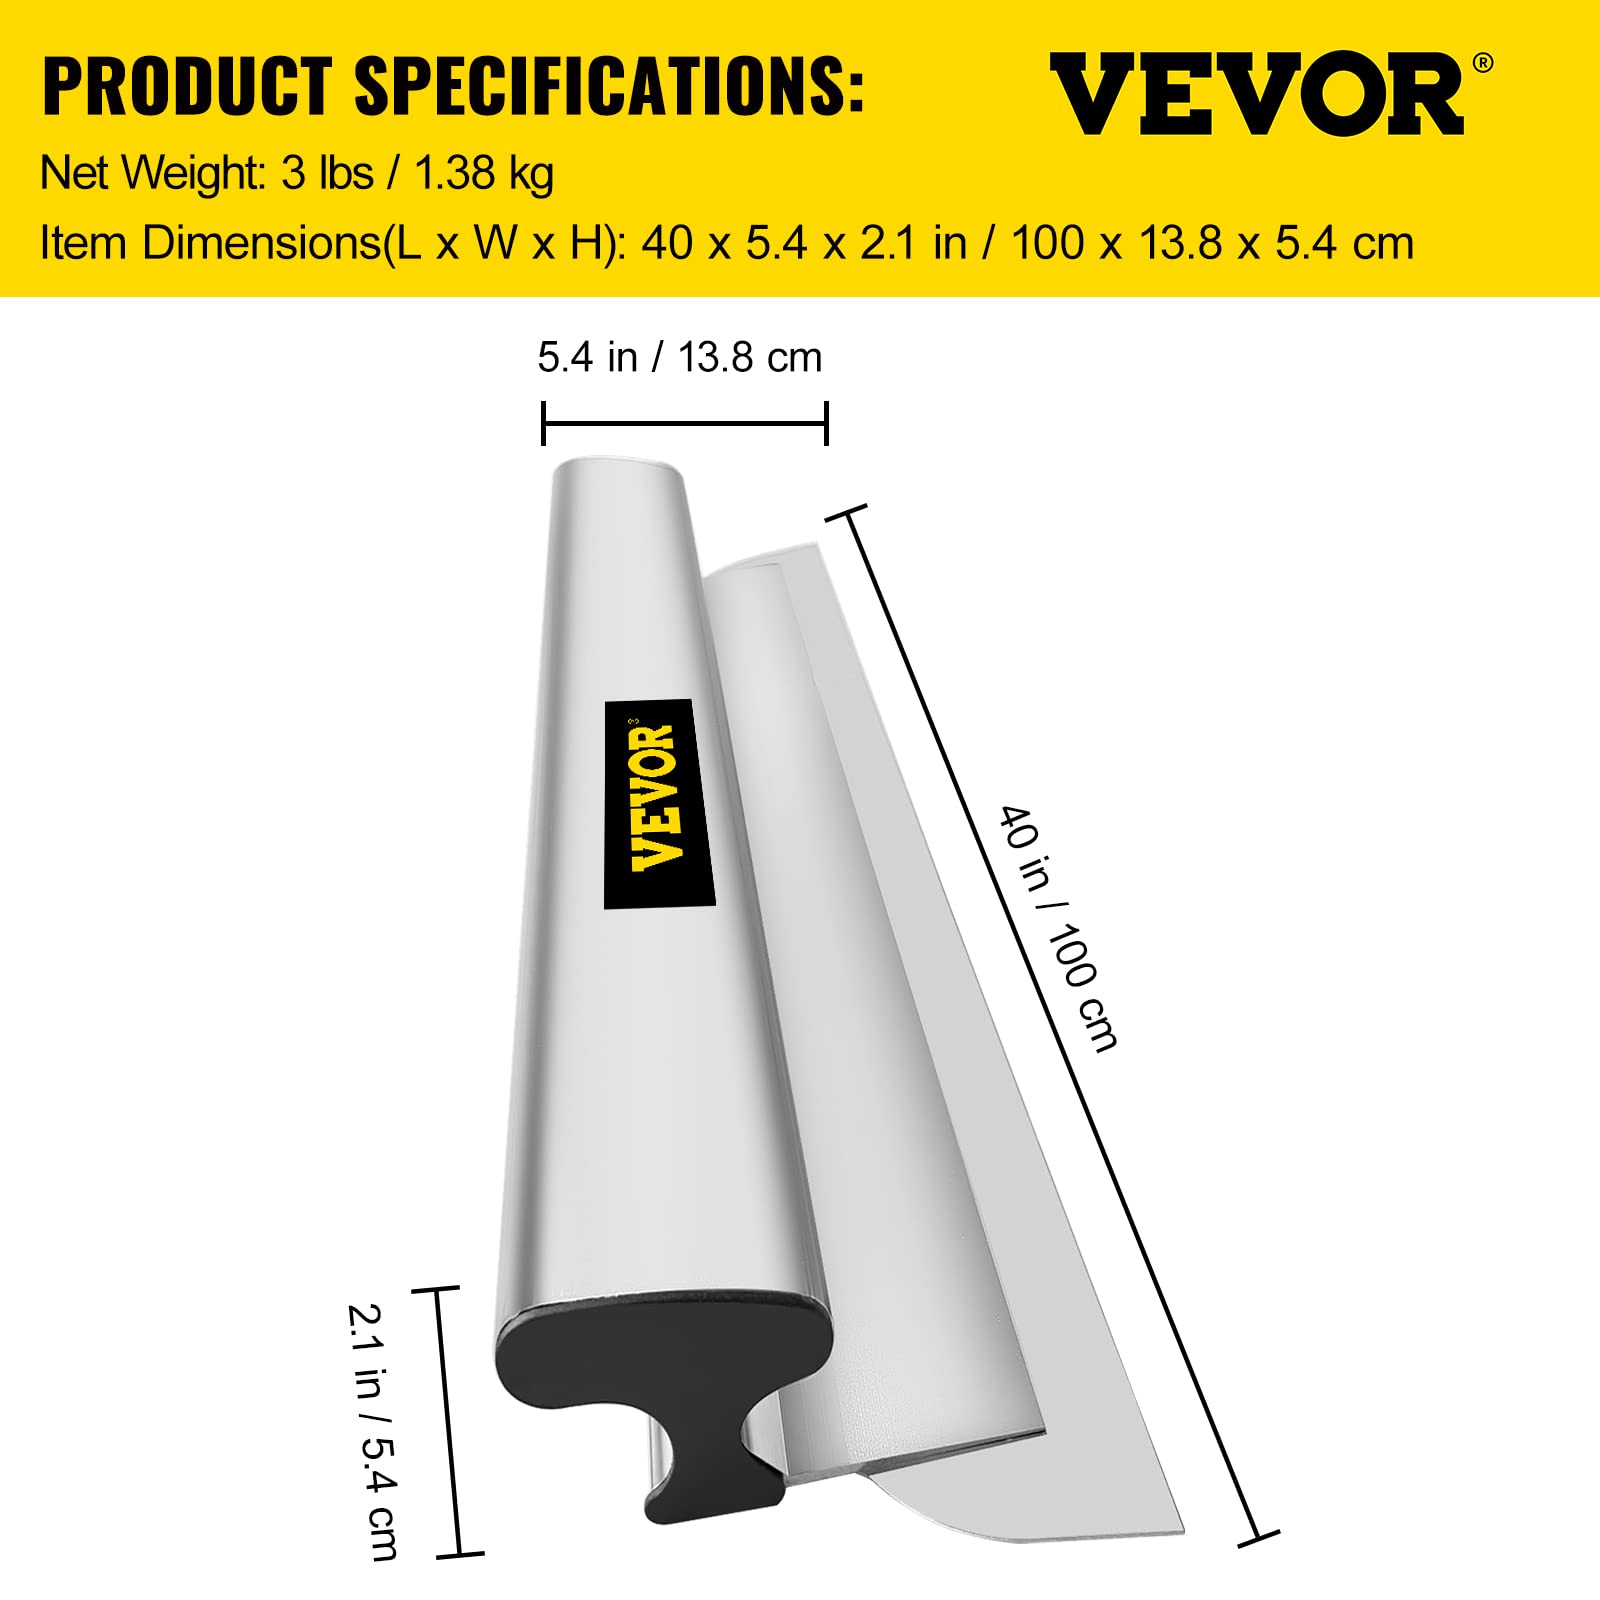 PRODUCT SPECIFICATIONS:
VEVOR®
Net Weight: 3 lbs / 1.38 kg
Item Dimensions(L x W x H): 40 x 5.4 x 2.1 in / 100 x 13.8 x 5.4 cm
5.4 in / 13.8 cm
VEVOR®
40 in / 100 cm
2.1 in / 5.4 cm